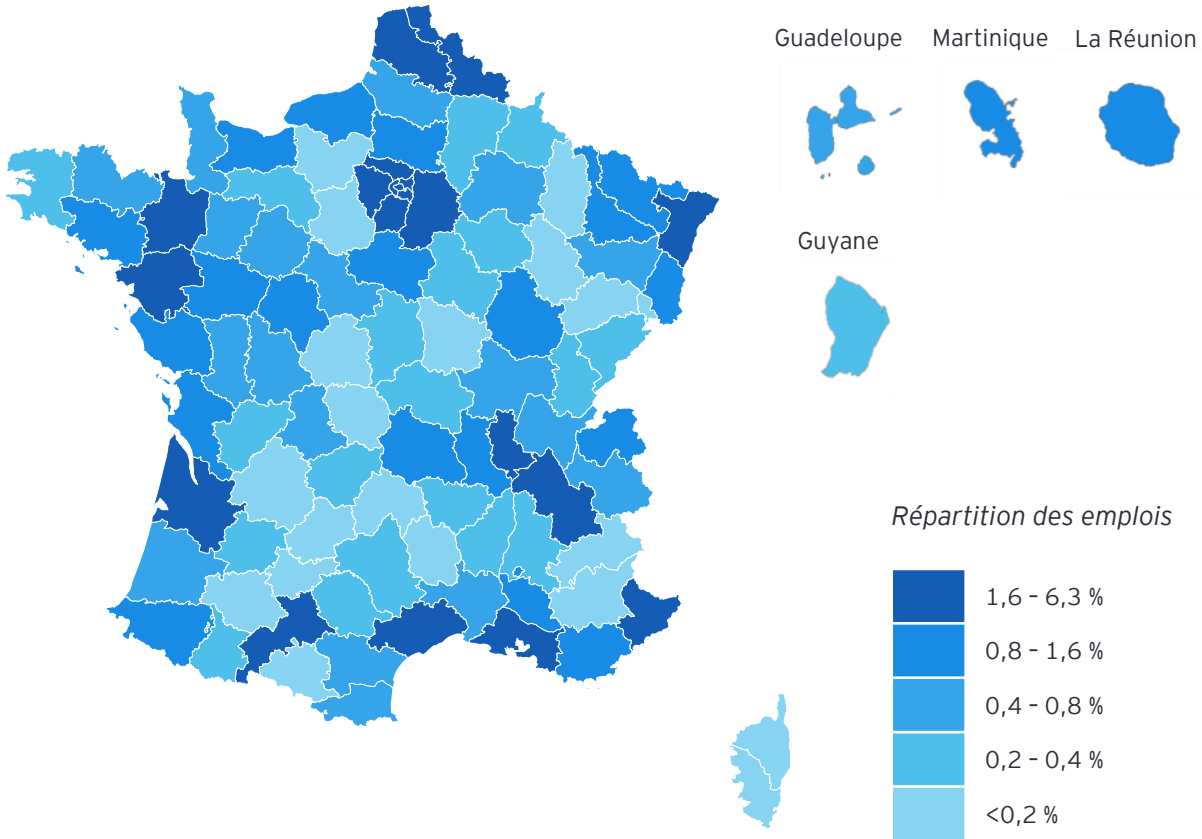 Guadeloupe
Martinique
La Réunion
Guyane
Répartition des emplois
1,6 - 6,3 %
0,8 - 1,6 %
0,4 - 0,8 %
0,2 - 0,4 %
<0,2 %